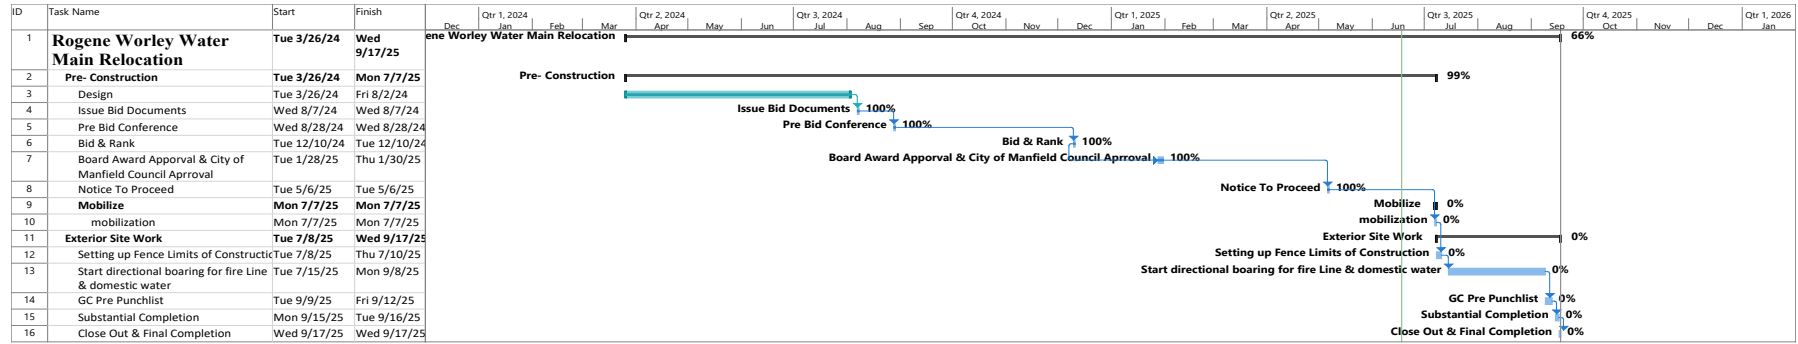 ID Task Name Start Finish Qtr 1, 2024 Qtr 2, 2024 Qtr 3, 2024 Qtr 4, 2024 Qtr 1, 2025 Qtr 2, 2025 Qtr 3, 2025 Qtr 4, 2025 Qtr 1, 2026
Dec Jan Feb Mar Apr May Jun Jul Aug Sep Oct Nov Dec Jan Feb Mar Apr May Jun Jul Aug Sep Oct Nov Dec Jan
1 Rogene Worley Water Tue 3/26/24 Wed ene Worley Water Main Relocation 66%
Main Relocation 9/17/25
2 Pre- Construction Tue 3/26/24 Mon 7/7/25 Pre- Construction 99%
3 Design Tue 3/26/24 Fri 8/2/24
4 Issue Bid Documents Wed 8/7/24 Wed 8/7/24 Issue Bid Documents 100%
5 Pre Bid Conference Wed 8/28/24 Wed 8/28/24 Pre Bid Conference 100%
6 Bid & Rank Tue 12/10/24 Tue 12/10/24 Bid & Rank 100%
7 Board Award Apporval & City of Tue 1/28/25 Thu 1/30/25 Board Award Apporval & City of Manfield Council Aprroval 100%
Manfield Council Aprroval
8 Notice To Proceed Tue 5/6/25 Tue 5/6/25 Notice To Proceed 100%
9 Mobilize Mon 7/7/25 Mon 7/7/25 Mobilize 0%
10 mobilization Mon 7/7/25 Mon 7/7/25 mobilization 0%
11 Exterior Site Work Tue 7/8/25 Wed 9/17/25 Exterior Site Work 0%
12 Setting up Fence Limits of Constructic Tue 7/8/25 Thu 7/10/25 Setting up Fence Limits of Construction 0%
13 Start directional boaring for fire Line Tue 7/15/25 Mon 9/8/25 Start directional boaring for fire Line & domestic water 0%
& domestic water
14 GC Pre Punchlist Tue 9/9/25 Fri 9/12/25 GC Pre Punchlist 0%
15 Substantial Completion Mon 9/15/25 Tue 9/16/25 Substantial Completion 0%
16 Close Out & Final Completion Wed 9/17/25 Wed 9/17/25 Close Out & Final Completion 0%